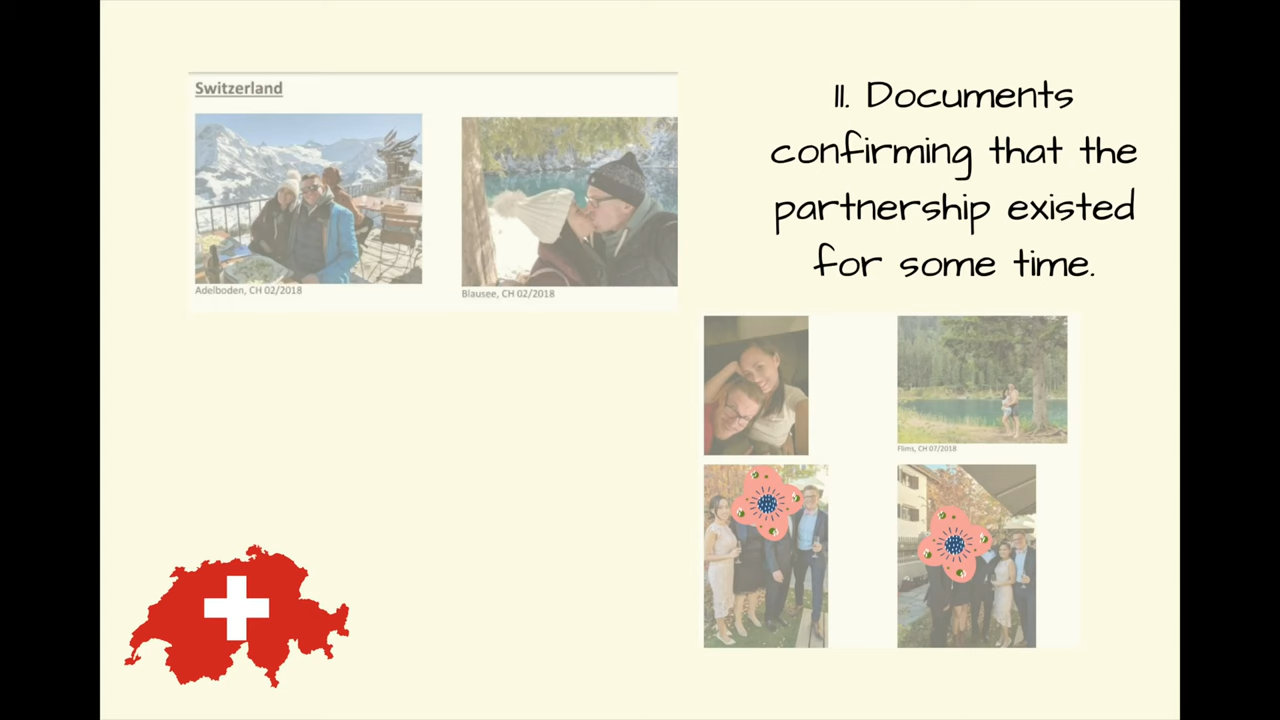 Switzerland
Adelboden, CH 02/2018
Blausee, CH 02/2018
II. Documents
confirming that the
partnership existed
for some time.
Flims, CH 07/2018